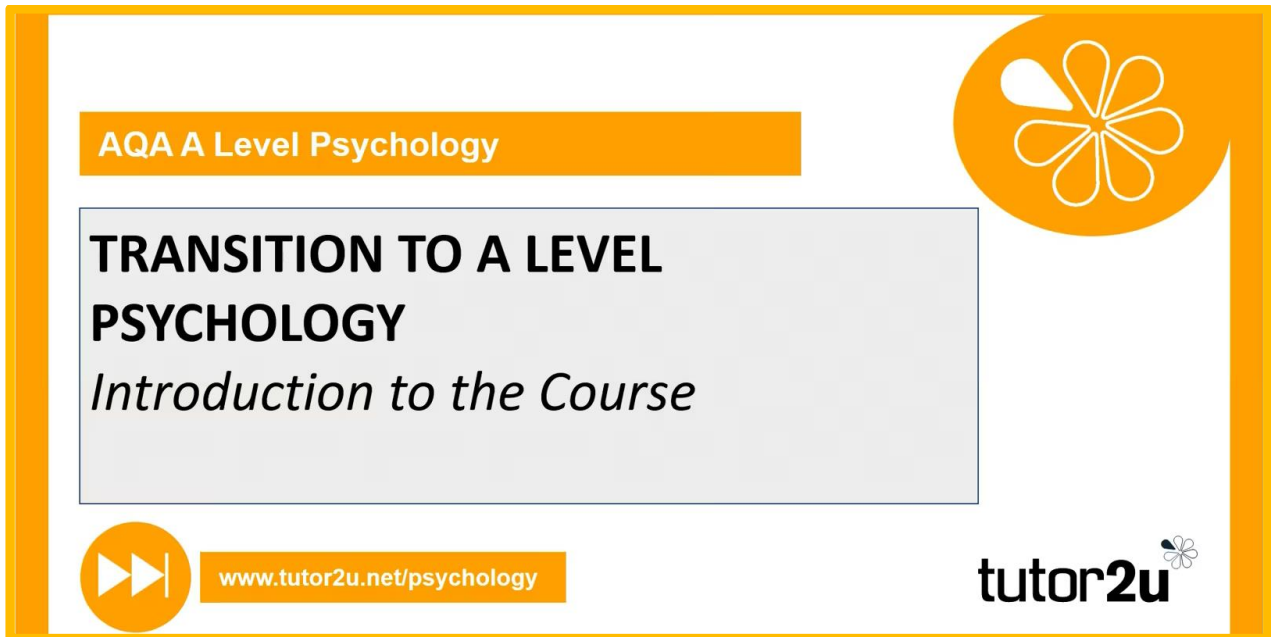 AQA A Level Psychology
TRANSITION TO A LEVEL
PSYCHOLOGY
Introduction to the Course
www.tutor2u.net/psychology
tutor2u